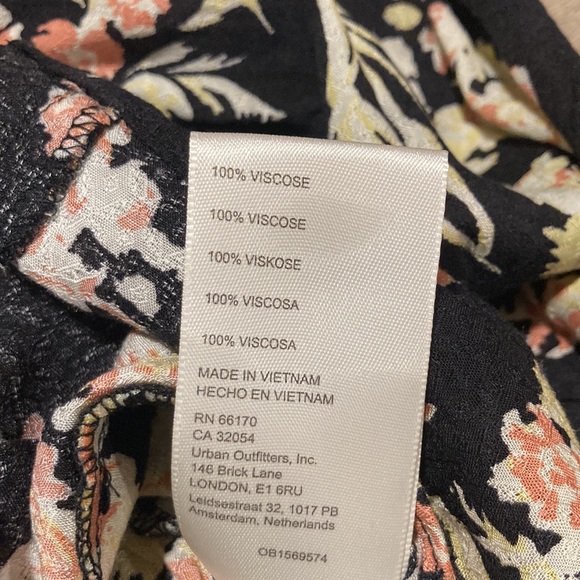 100% VISCOSE
100% VISCOSE
100% VISKOSE
100% VISCOSA
100% VISCOSA
MADE IN VIETNAM
HECHO EN VIETNAM
RN 66170
CA 32054
Urban Outfitters, Inc.
146 Brick Lane
LONDON, E1 6RU
Leidsestraat 32, 1017 PB
Amsterdam, Netherlands
OB1569574